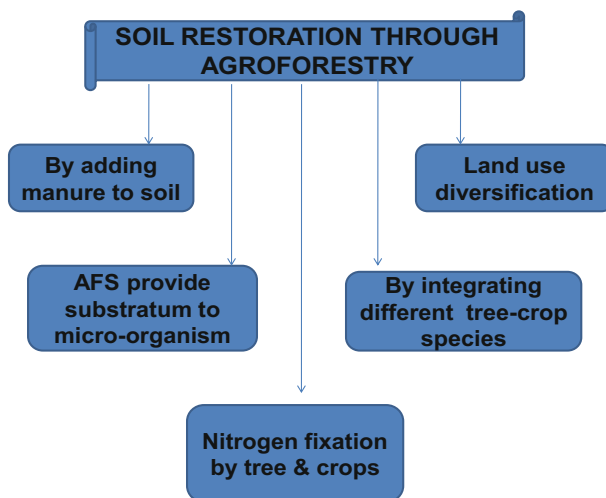 SOIL RESTORATION THROUGH
AGROFORESTRY
By adding
manure to soil
Land use
diversification
AFS provide
substratum to
micro-organism
By integrating
different tree-crop
species
Nitrogen fixation
by tree & crops